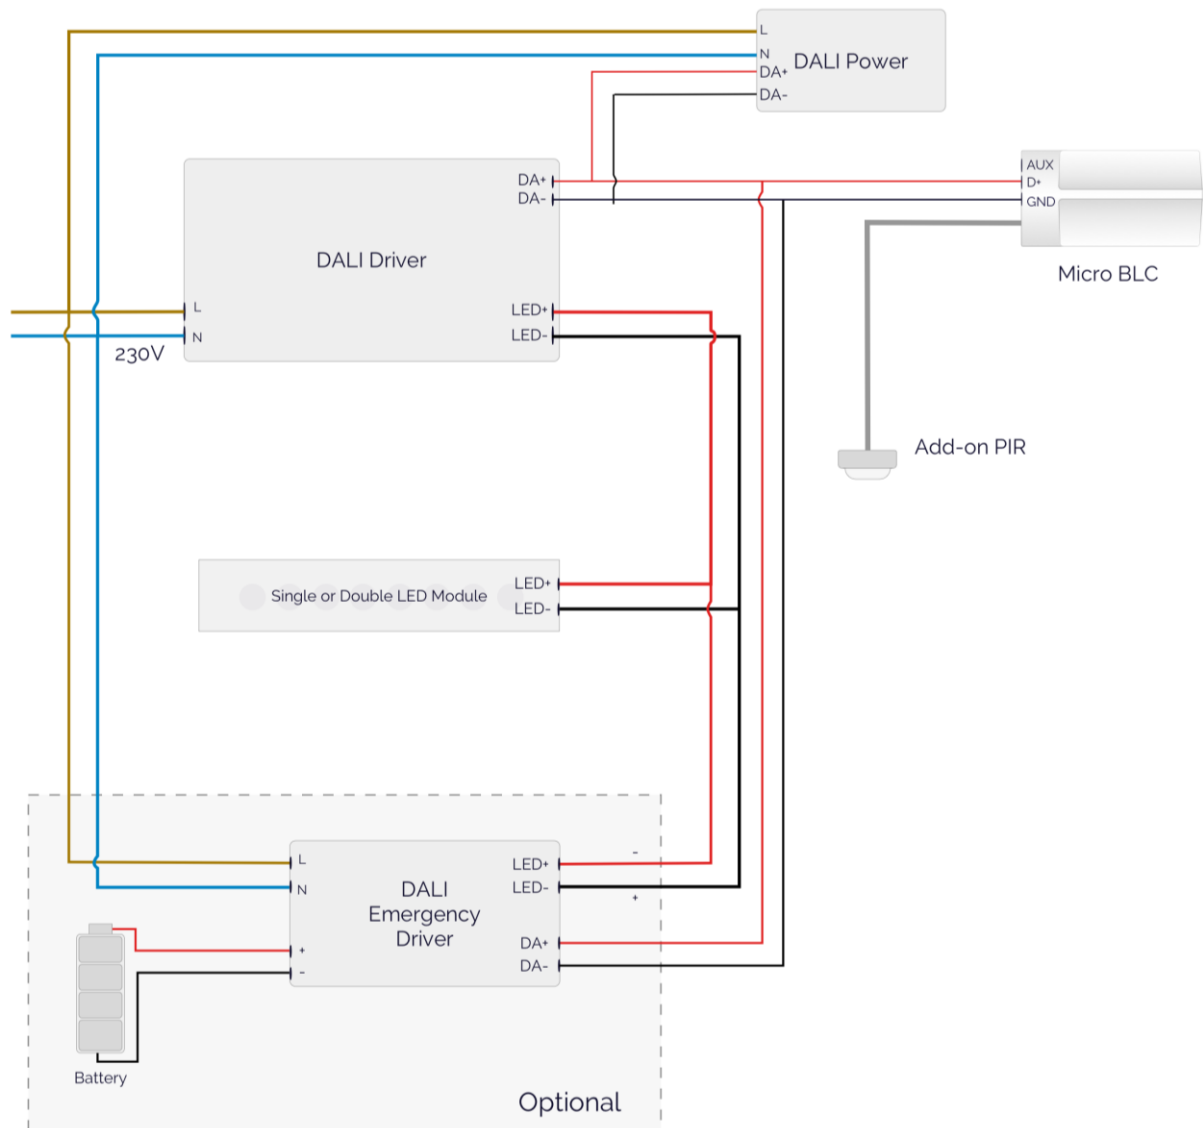 L
N
DALI Power
DA+
DA-
AUX
D+
GND
Micro BLC
DA+
DA-
DALI Driver
L
N
230V
LED+
LED-
Add-on PIR
Single or Double LED Module
LED+
LED-
L
N
DALI
Emergency
Driver
LED+
LED-
-
+
DA+
DA-
+
-
Battery
Optional